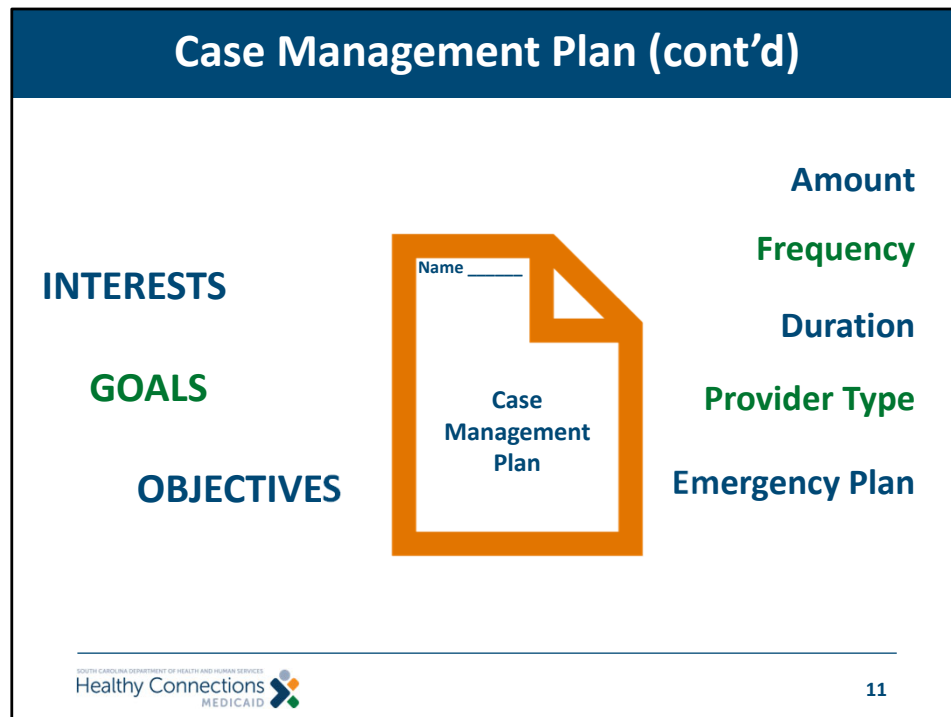 Case Management Plan (cont’d)
INTERESTS
GOALS
OBJECTIVES
Name ______
Case
Management
Plan
Amount
Frequency
Duration
Provider Type
Emergency Plan
SOUTH CAROLINA DEPARTMENT OF HEALTH AND HUMAN SERVICES
Healthy Connections
MEDICAID
11